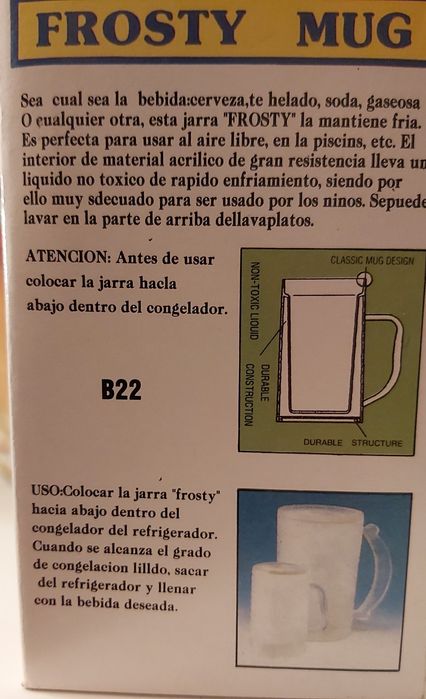 FROSTY MUG
Sea cual sea la bebida:cerveza,te helado, soda, gaseosa
O cualquier otra, esta jarra "FROSTY" la mantiene fria.
Es perfecta para usar al aire libre, en la piscins, etc. El
interior de material acrilico de gran resistencia lleva un
liquido no toxico de rapido enfriamiento, siendo por
ello muy sdecuado para ser usado por los ninos. Sepuede
lavar en la parte de arriba dellavaplatos.
ATENCION: Antes de usar
colocar la jarra hacla
abajo dentro del congelador.
B22
CLASSIC MUG DESIGN
NON-TOXIC LIQUID
DURABLE
CONSTRUCTION
DURABLE STRUCTURE
USO:Colocar la jarra "frosty"
hacia abajo dentro del
congelador del refrigerador.
Cuando se alcanza el grado
de congelacion lilldo, sacar
del refrigerador y llenar
con la bebida deseada.